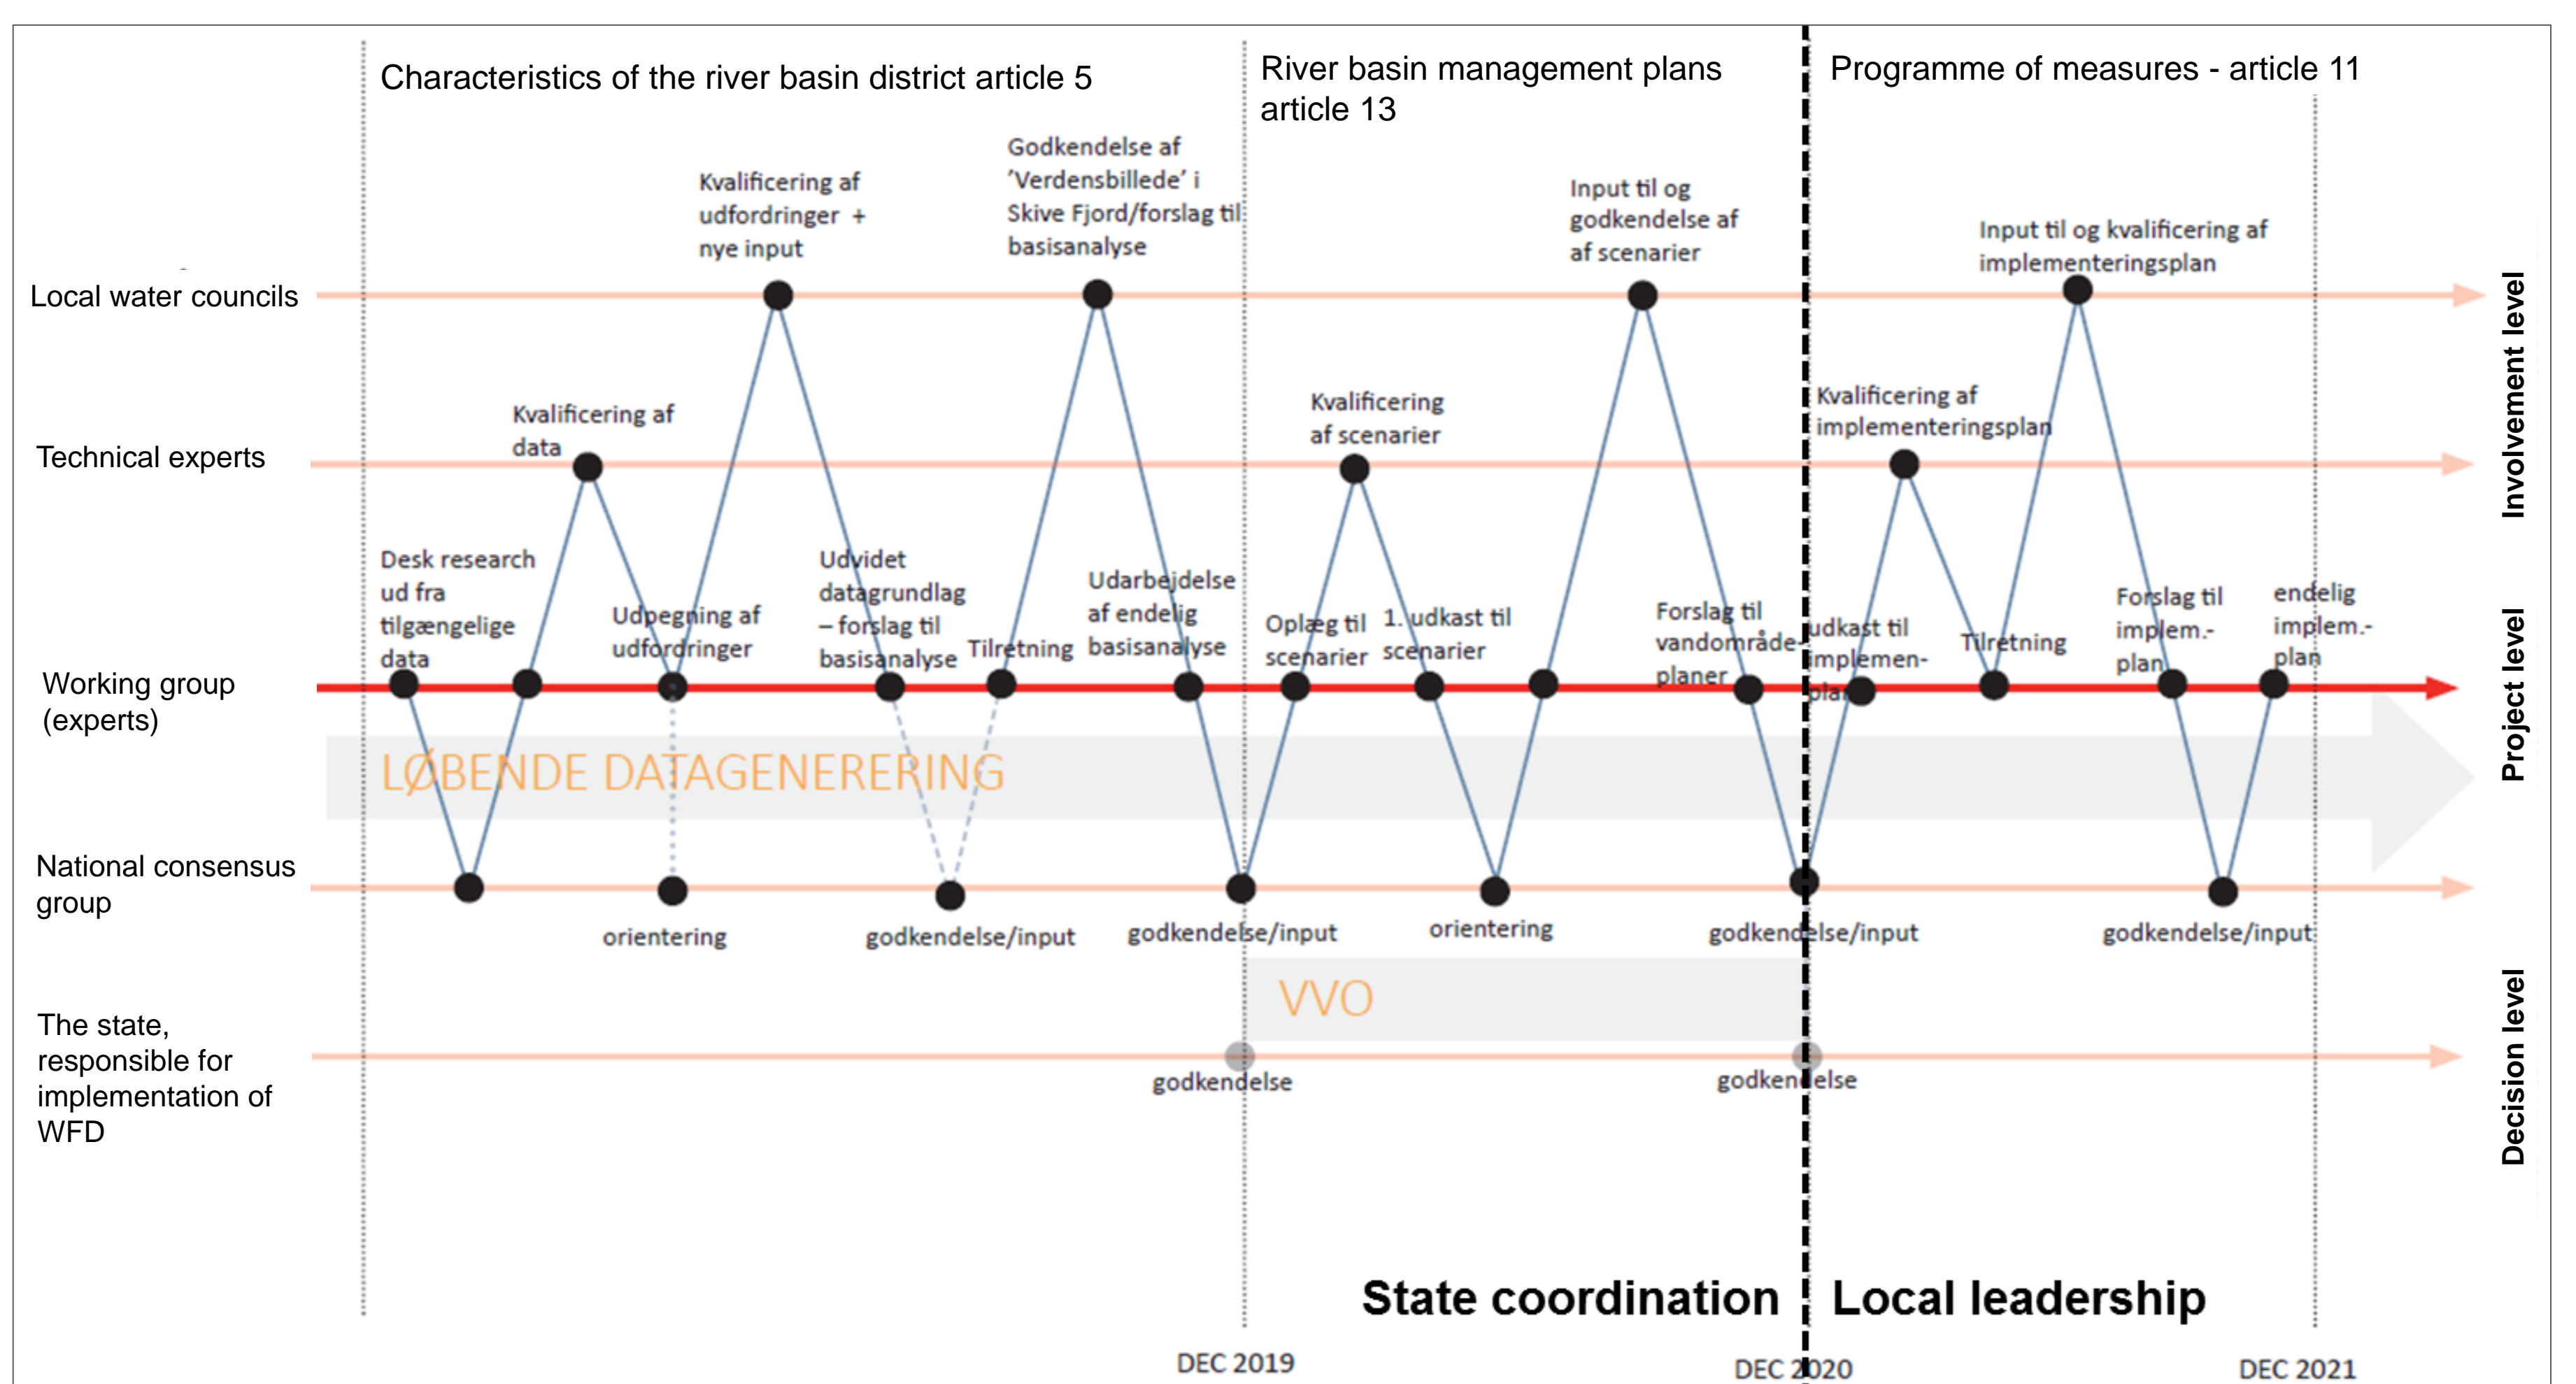 Characteristics of the river basin district article 5
River basin management plans
article 13
Programme of measures - article 11
Kvalificering af
udfordringer +
nye input
Godkendelse af
'Verdensbillede' i
Skive Fjord/forslag til
basisanalyse
Input til og
godkendelse af
af scenarier
Input til og kvalificering af
implementeringsplan
Local water councils
Involvement level
Kvalificering af
data
Kvalificering
af scenarier
Kvalificering af
implementeringsplan
Technical experts
Desk research
ud fra
tilgængelige
data
Udpegning af
udfordringer
Udvidet
datagrundlag
– forslag til
basisanalyse
Tilretning
Udarbejdelse
af endelig
basisanalyse
Oplæg til
scenarier
1. udkast til
scenarier
Forslag til
vandområde-
planer
udkast til
implemen-
plan
Tilretning
Forslag til
implem.-
plan
endelig
implem.-
plan
Working group
(experts)
Project level
LØBENDE DATAGENERERING
National consensus
group
orientering
godkendelse/input
godkendelse/input
orientering
godkendelse/input
godkendelse/input
VVO
The state,
responsible for
implementation of
WFD
godkendelse
godkendelse
Decision level
State coordination
Local leadership
DEC 2019
DEC 2020
DEC 2021